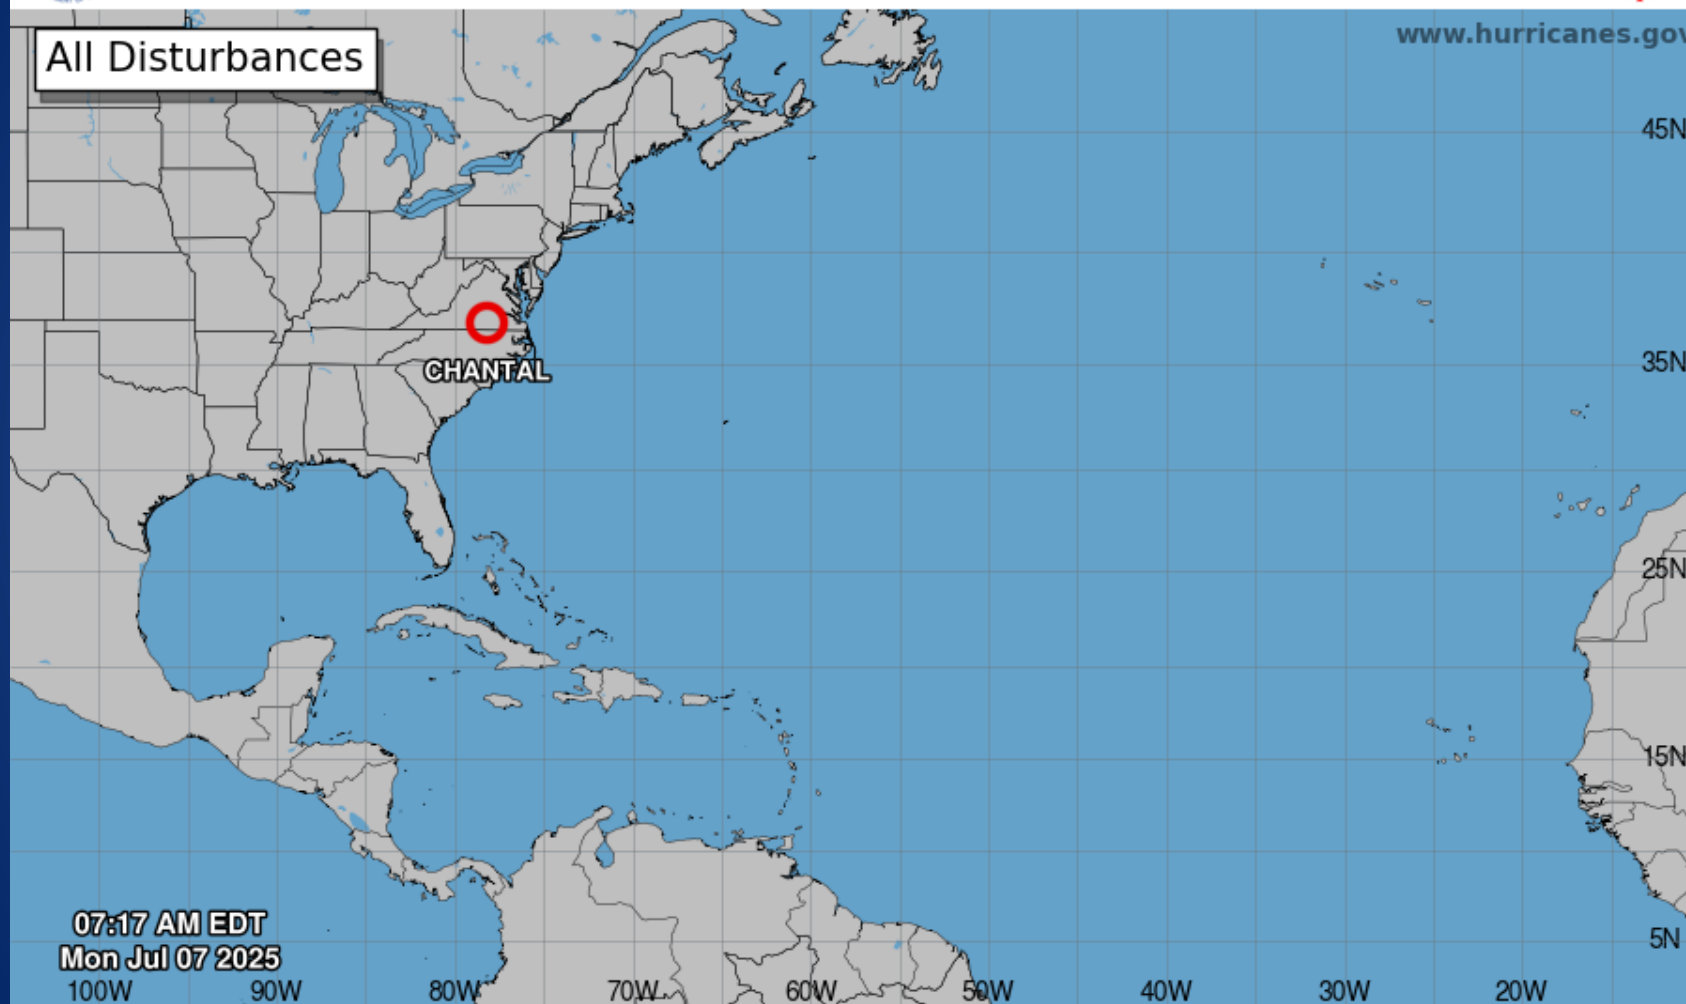 All Disturbances
www.hurricanes.gov
45N
35N
CHANTAL
25N
15N
07:17 AM EDT
5N
Mon Jul 07 2025
100W 90W 80W 70W 60W 50W 40W 30W 20W